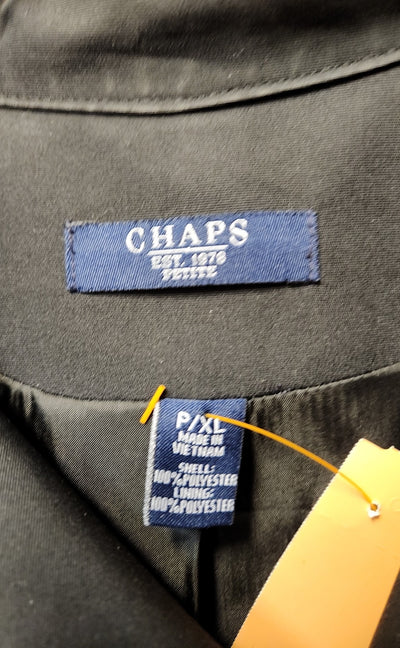 CHAPS
EST. 1978
PETITE
P/XL
MADE IN
VIETNAM
SHELL:
100%POLYESTER
LINING:
100%POLYESTER